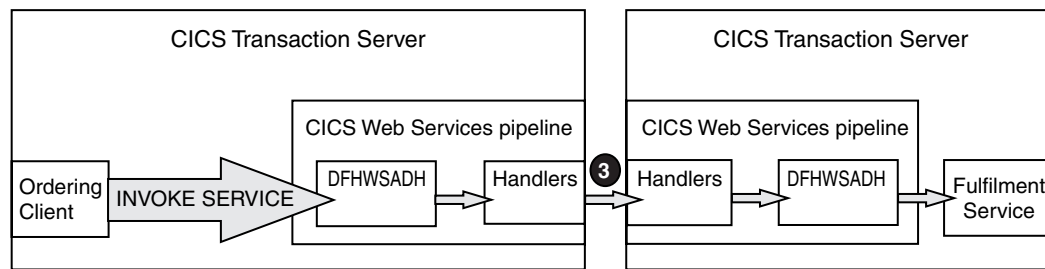 CICS Transaction Server
CICS Transaction Server
CICS Web Services pipeline
CICS Web Services pipeline
Ordering
Client
INVOKE SERVICE
DFHWSADH
Handlers
3
Handlers
DFHWSADH
Fulfilment
Service